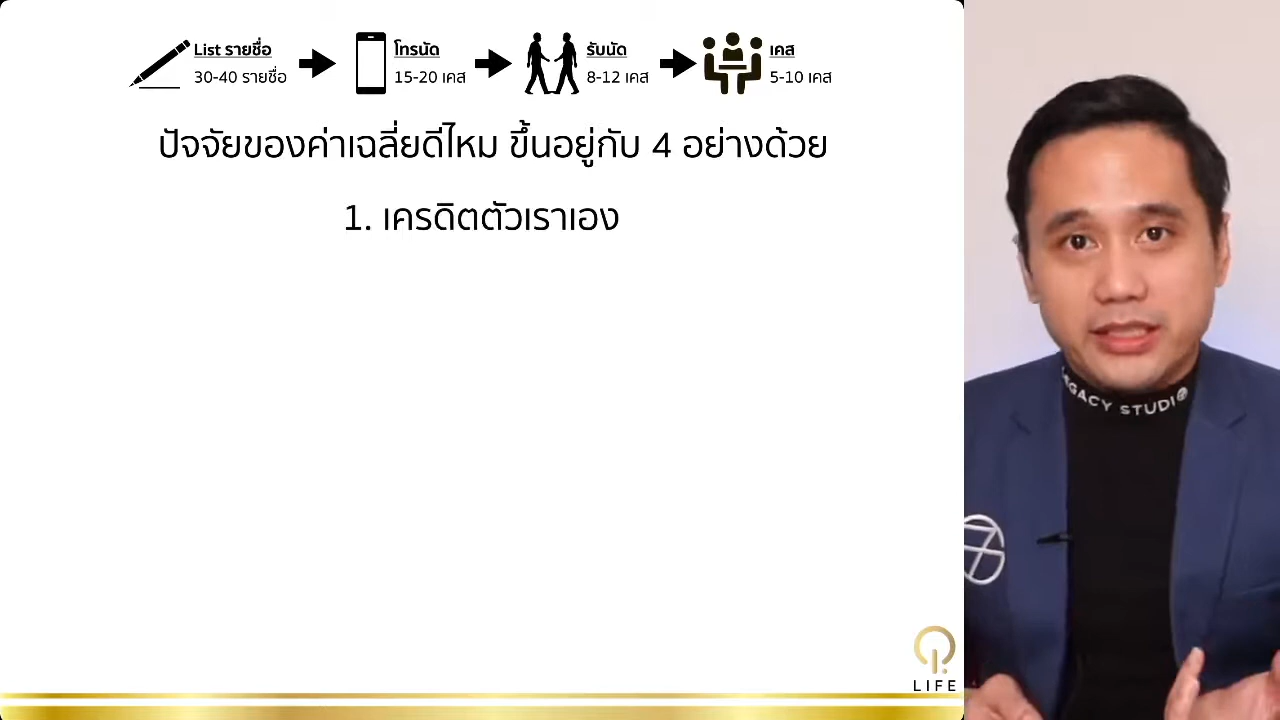 List รายชื่อ
30-40 รายชื่อ
โทรนัด
15-20 เคส
รับนัด
8-12 เคส
เคส
5-10 เคส
ปัจจัยของค่าเฉลี่ยดีไหม ขึ้นอยู่กับ 4 อย่างด้วย
1. เครดิตตัวเราเอง
LIFE
EGACY STUDIO